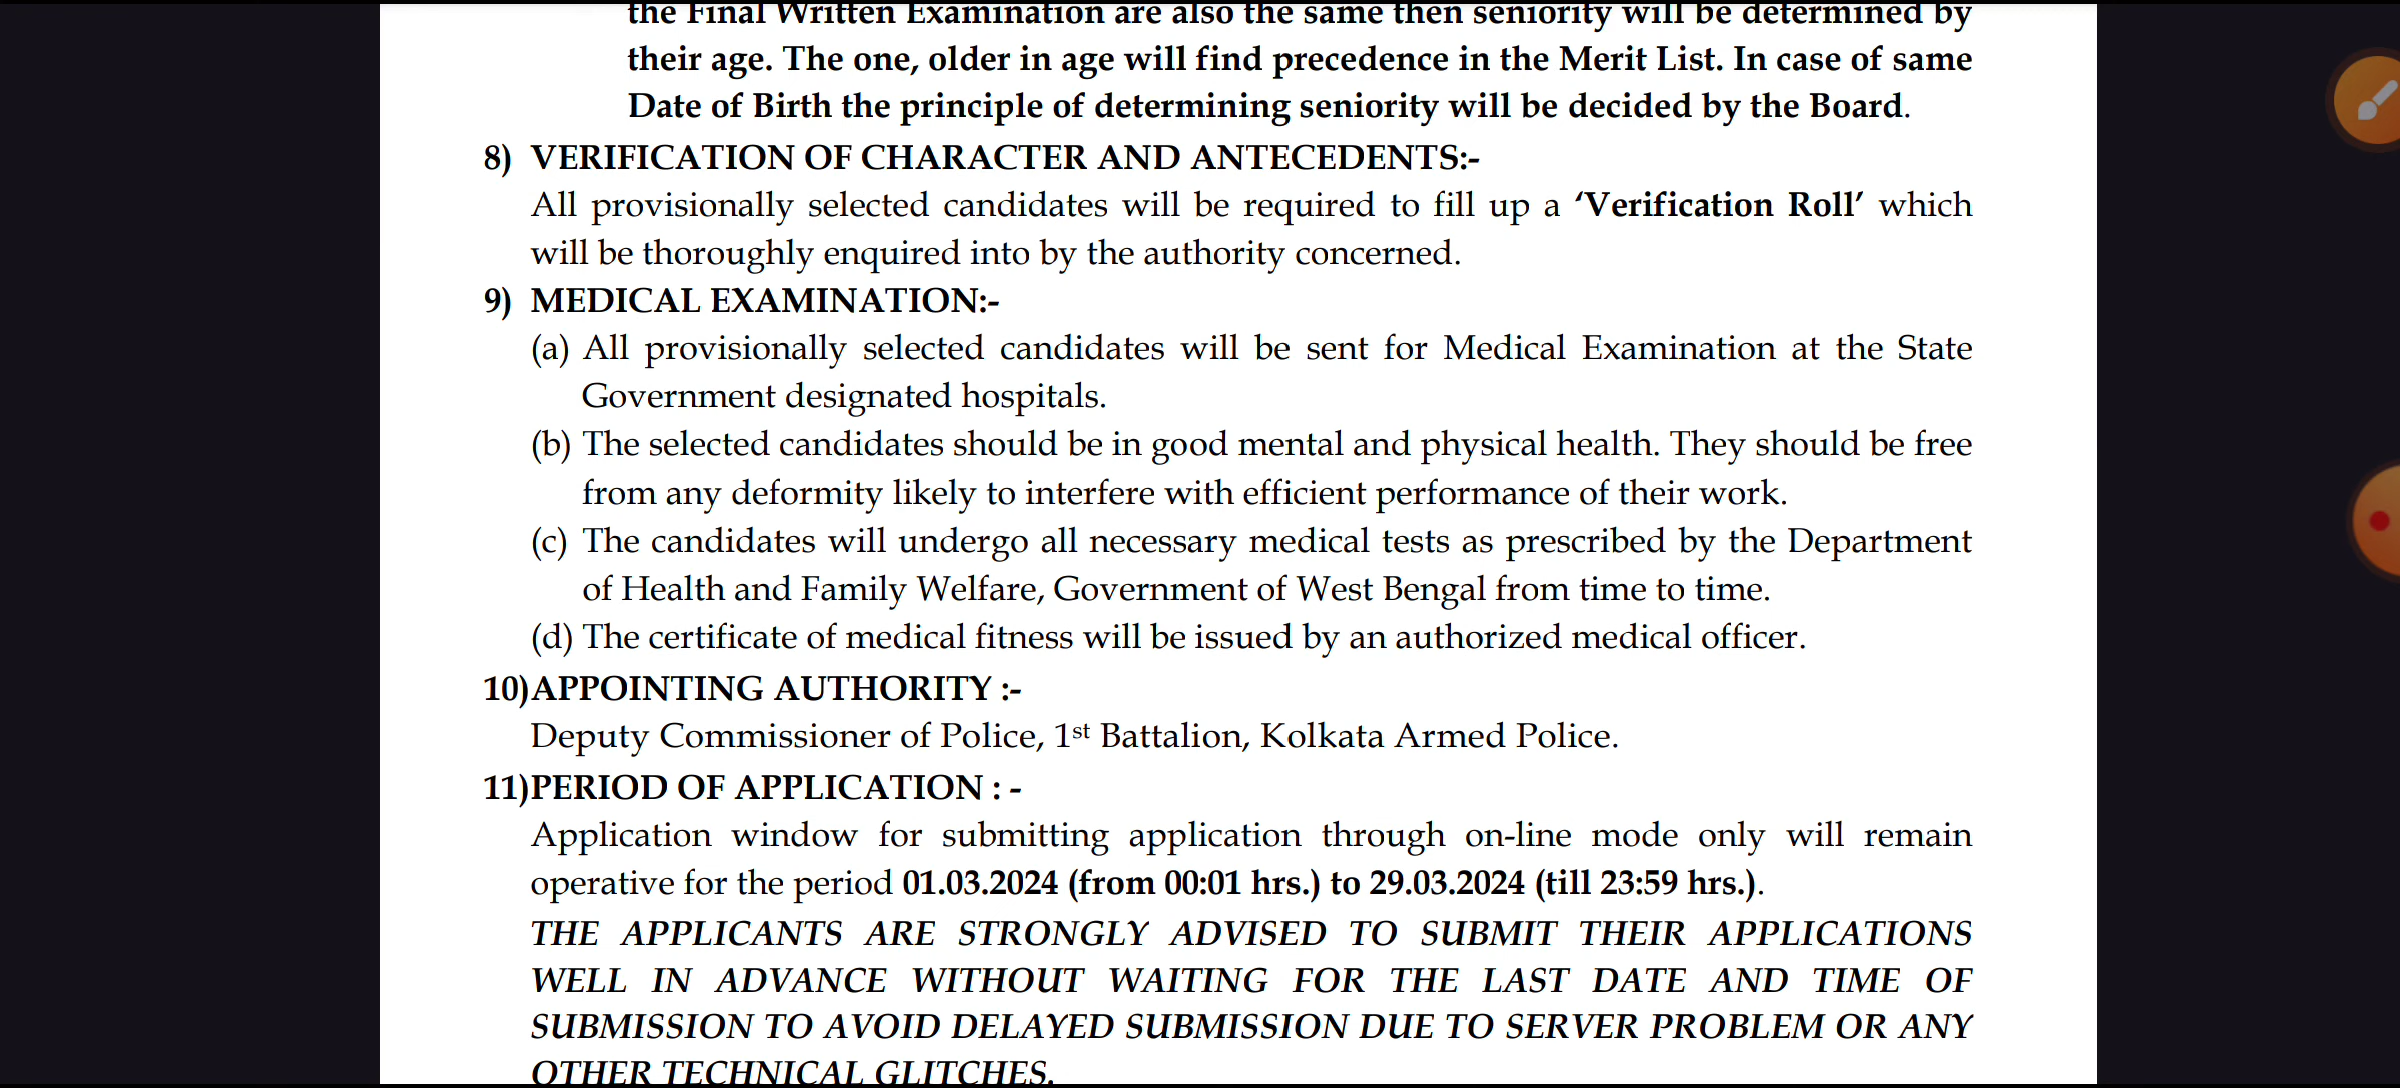 the Final Written Examination are also the same then seniority will be determined by
their age. The one, older in age will find precedence in the Merit List. In case of same
Date of Birth the principle of determining seniority will be decided by the Board.
8) VERIFICATION OF CHARACTER AND ANTECEDENTS:-
All provisionally selected candidates will be required to fill up a ‘Verification Roll’ which
will be thoroughly enquired into by the authority concerned.
9) MEDICAL EXAMINATION:-
(a) All provisionally selected candidates will be sent for Medical Examination at the State
Government designated hospitals.
(b) The selected candidates should be in good mental and physical health. They should be free
from any deformity likely to interfere with efficient performance of their work.
(c) The candidates will undergo all necessary medical tests as prescribed by the Department
of Health and Family Welfare, Government of West Bengal from time to time.
(d) The certificate of medical fitness will be issued by an authorized medical officer.
10)APPOINTING AUTHORITY :-
Deputy Commissioner of Police, 1st Battalion, Kolkata Armed Police.
11)PERIOD OF APPLICATION : -
Application window for submitting application through on-line mode only will remain
operative for the period 01.03.2024 (from 00:01 hrs.) to 29.03.2024 (till 23:59 hrs.).
THE APPLICANTS ARE STRONGLY ADVISED TO SUBMIT THEIR APPLICATIONS
WELL IN ADVANCE WITHOUT WAITING FOR THE LAST DATE AND TIME OF
SUBMISSION TO AVOID DELAYED SUBMISSION DUE TO SERVER PROBLEM OR ANY
OTHER TECHNICAL GLITCHES.